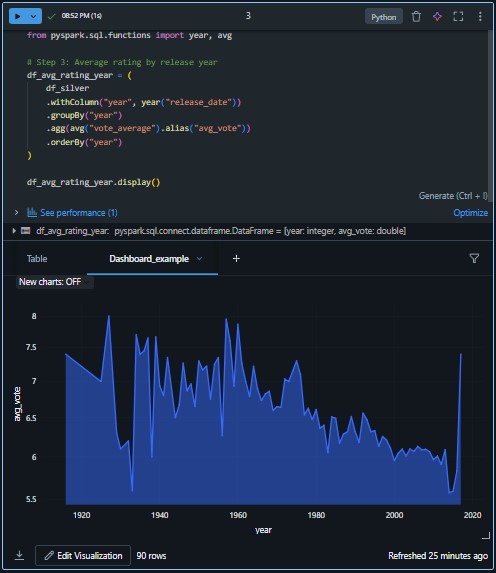 08:52 PM (1s)
3
Python
from pyspark.sql.functions import year, avg
# Step 3: Average rating by release year
df_avg_rating_year = (
df_silver
.withColumn("year", year("release_date"))
.groupBy("year")
.agg(avg("vote_average").alias("avg_vote"))
.orderBy("year")
)
df_avg_rating_year.display()
Generate (Ctrl + I)
See performance (1)
Optimize
df_avg_rating_year: pyspark.sql.connect.dataframe.DataFrame = [year: integer, avg_vote: double]
Table
Dashboard_example
+
New charts: OFF
8
7.5
7
6.5
6
5.5
avg_vote
1920
1940
1960
1980
2000
2020
year
Edit Visualization
90 rows
Refreshed 25 minutes ago